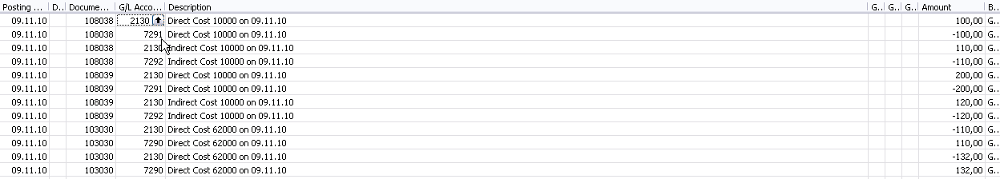 Posting ... D.. Docume... G/L Acco... Description G.. G.. G.. Amount B...
09.11.10 108038 2130 Direct Cost 10000 on 09.11.10 100,00 G..
09.11.10 108038 7291 Direct Cost 10000 on 09.11.10 -100,00 G..
09.11.10 108038 2130 Indirect Cost 10000 on 09.11.10 110,00 G..
09.11.10 108038 7292 Indirect Cost 10000 on 09.11.10 -110,00 G..
09.11.10 108039 2130 Direct Cost 10000 on 09.11.10 200,00 G..
09.11.10 108039 7291 Direct Cost 10000 on 09.11.10 -200,00 G..
09.11.10 108039 2130 Indirect Cost 10000 on 09.11.10 120,00 G..
09.11.10 108039 7292 Indirect Cost 10000 on 09.11.10 -120,00 G..
09.11.10 103030 2130 Direct Cost 62000 on 09.11.10 -110,00 G..
09.11.10 103030 7290 Direct Cost 62000 on 09.11.10 110,00 G..
09.11.10 103030 2130 Direct Cost 62000 on 09.11.10 -132,00 G..
09.11.10 103030 7290 Direct Cost 62000 on 09.11.10 132,00 G..